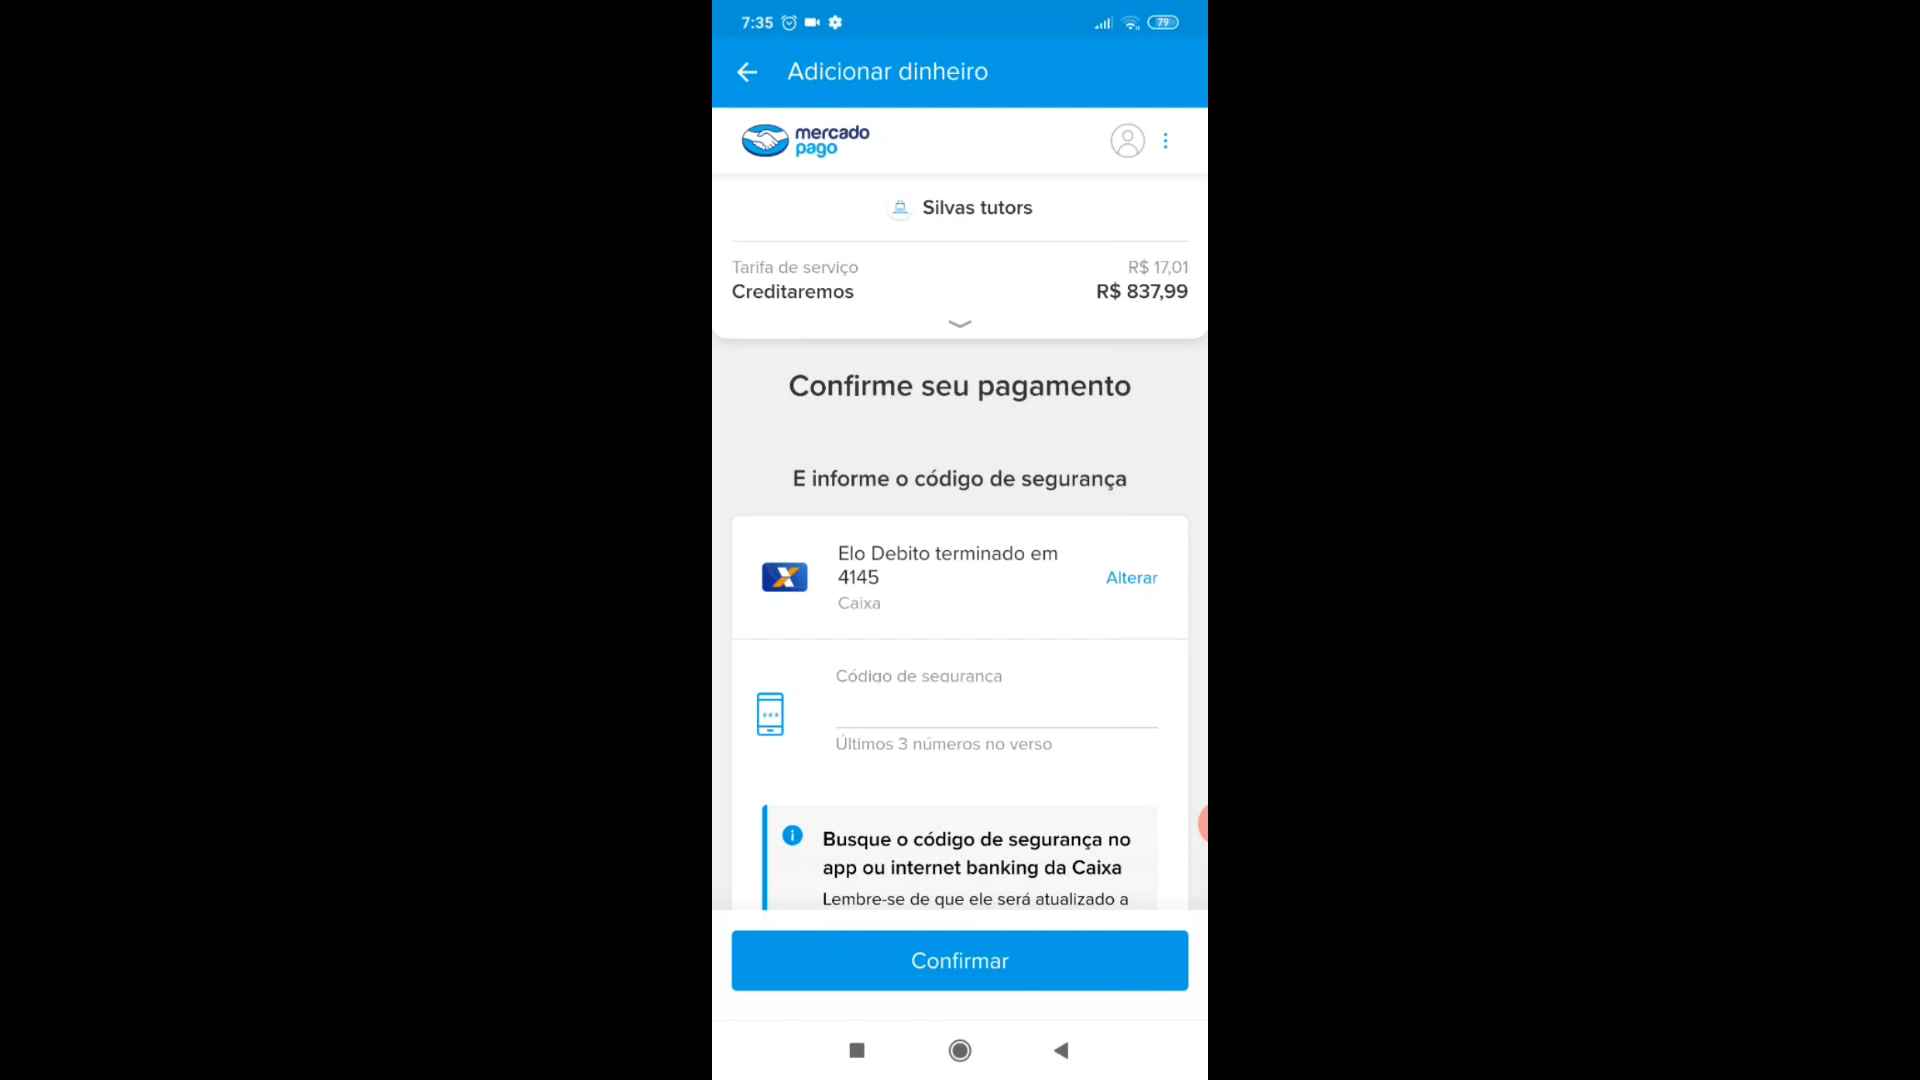 7:35
79
Adicionar dinheiro
mercado
pago
Silvas tutors
Tarifa de serviço R$ 17,01
Creditaremos R$ 837,99
Confirme seu pagamento
E informe o código de segurança
Elo Debito terminado em
4145
Alterar
Caixa
Código de segurança
***
Últimos 3 números no verso
Busque o código de segurança no
app ou internet banking da Caixa
Lembre-se de que ele será atualizado a
Confirmar